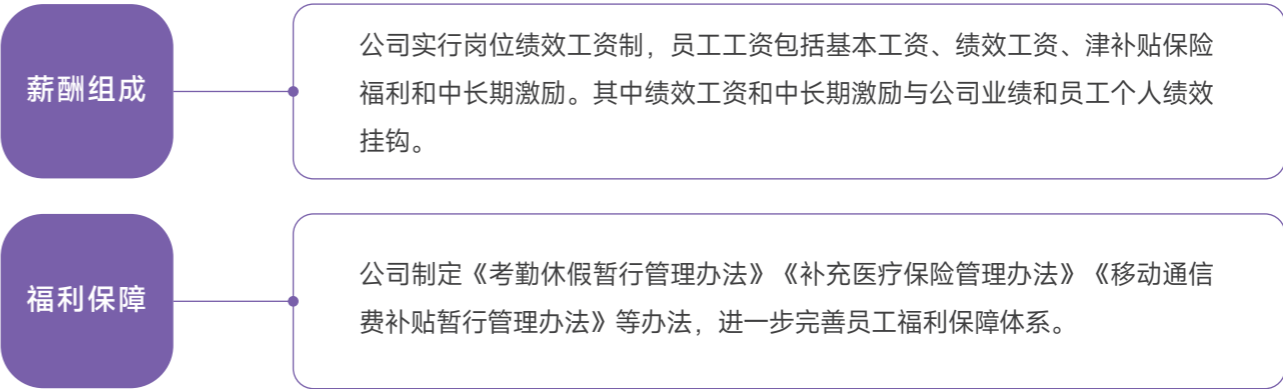 薪酬组成
公司实行岗位绩效工资制，员工工资包括基本工资、绩效工资、津补贴保险
福利和中长期激励。其中绩效工资和中长期激励与公司业绩和员工个人绩效
挂钩。
福利保障
公司制定《考勤休假暂行管理办法》《补充医疗保险管理办法》《移动通信
费补贴暂行管理办法》等办法，进一步完善员工福利保障体系。